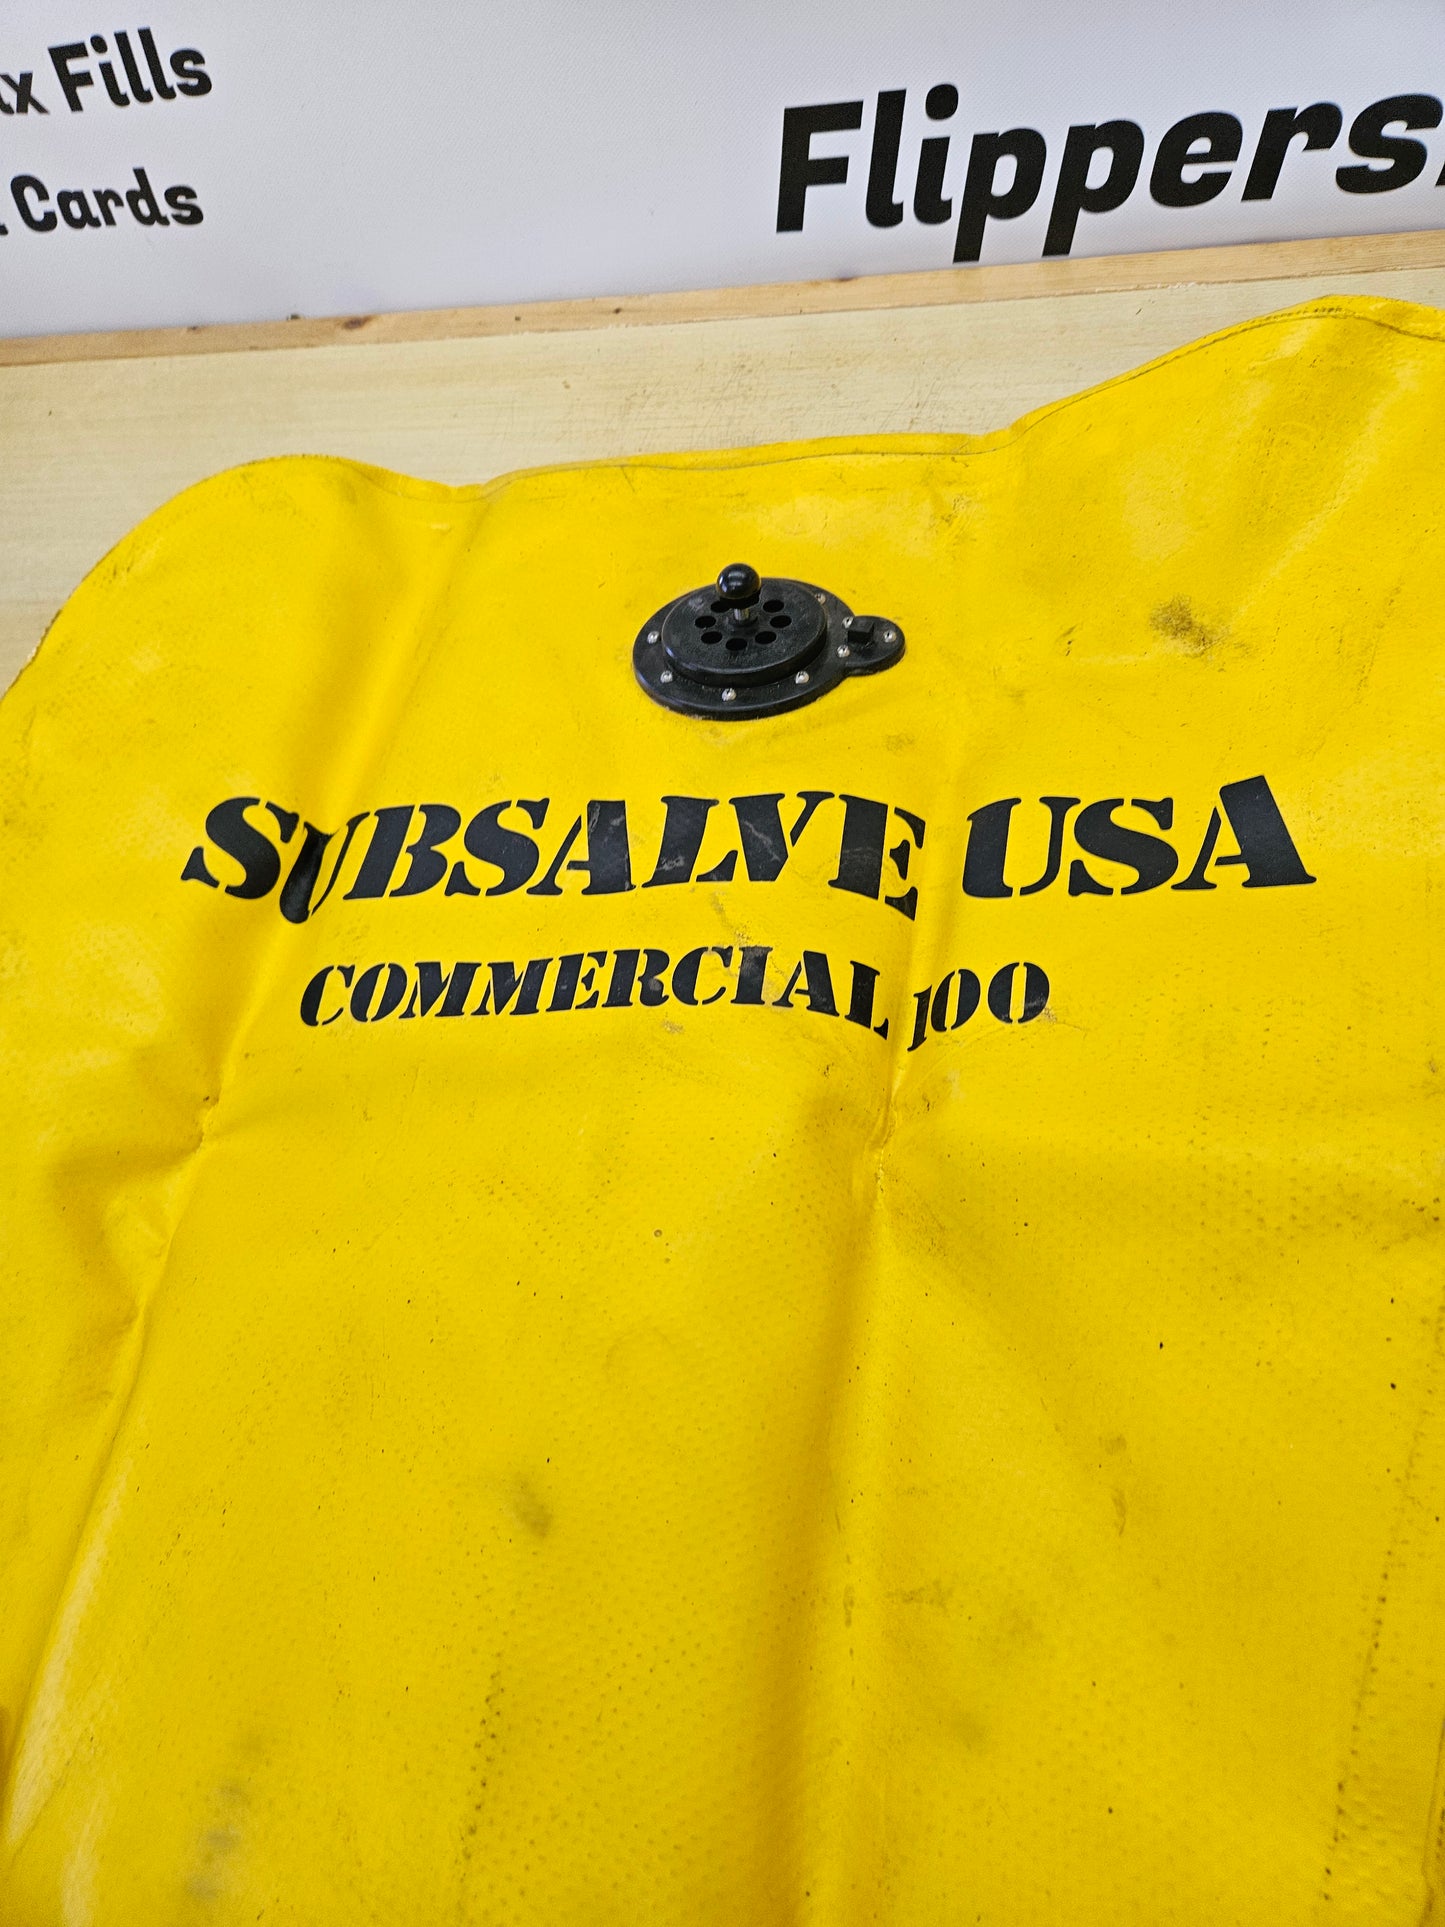 Fills
Cards
Flippers
SUBSALVE USA
COMMERCIAL 100